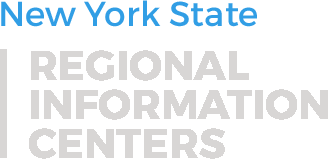 New York State
REGIONAL
INFORMATION
CENTERS